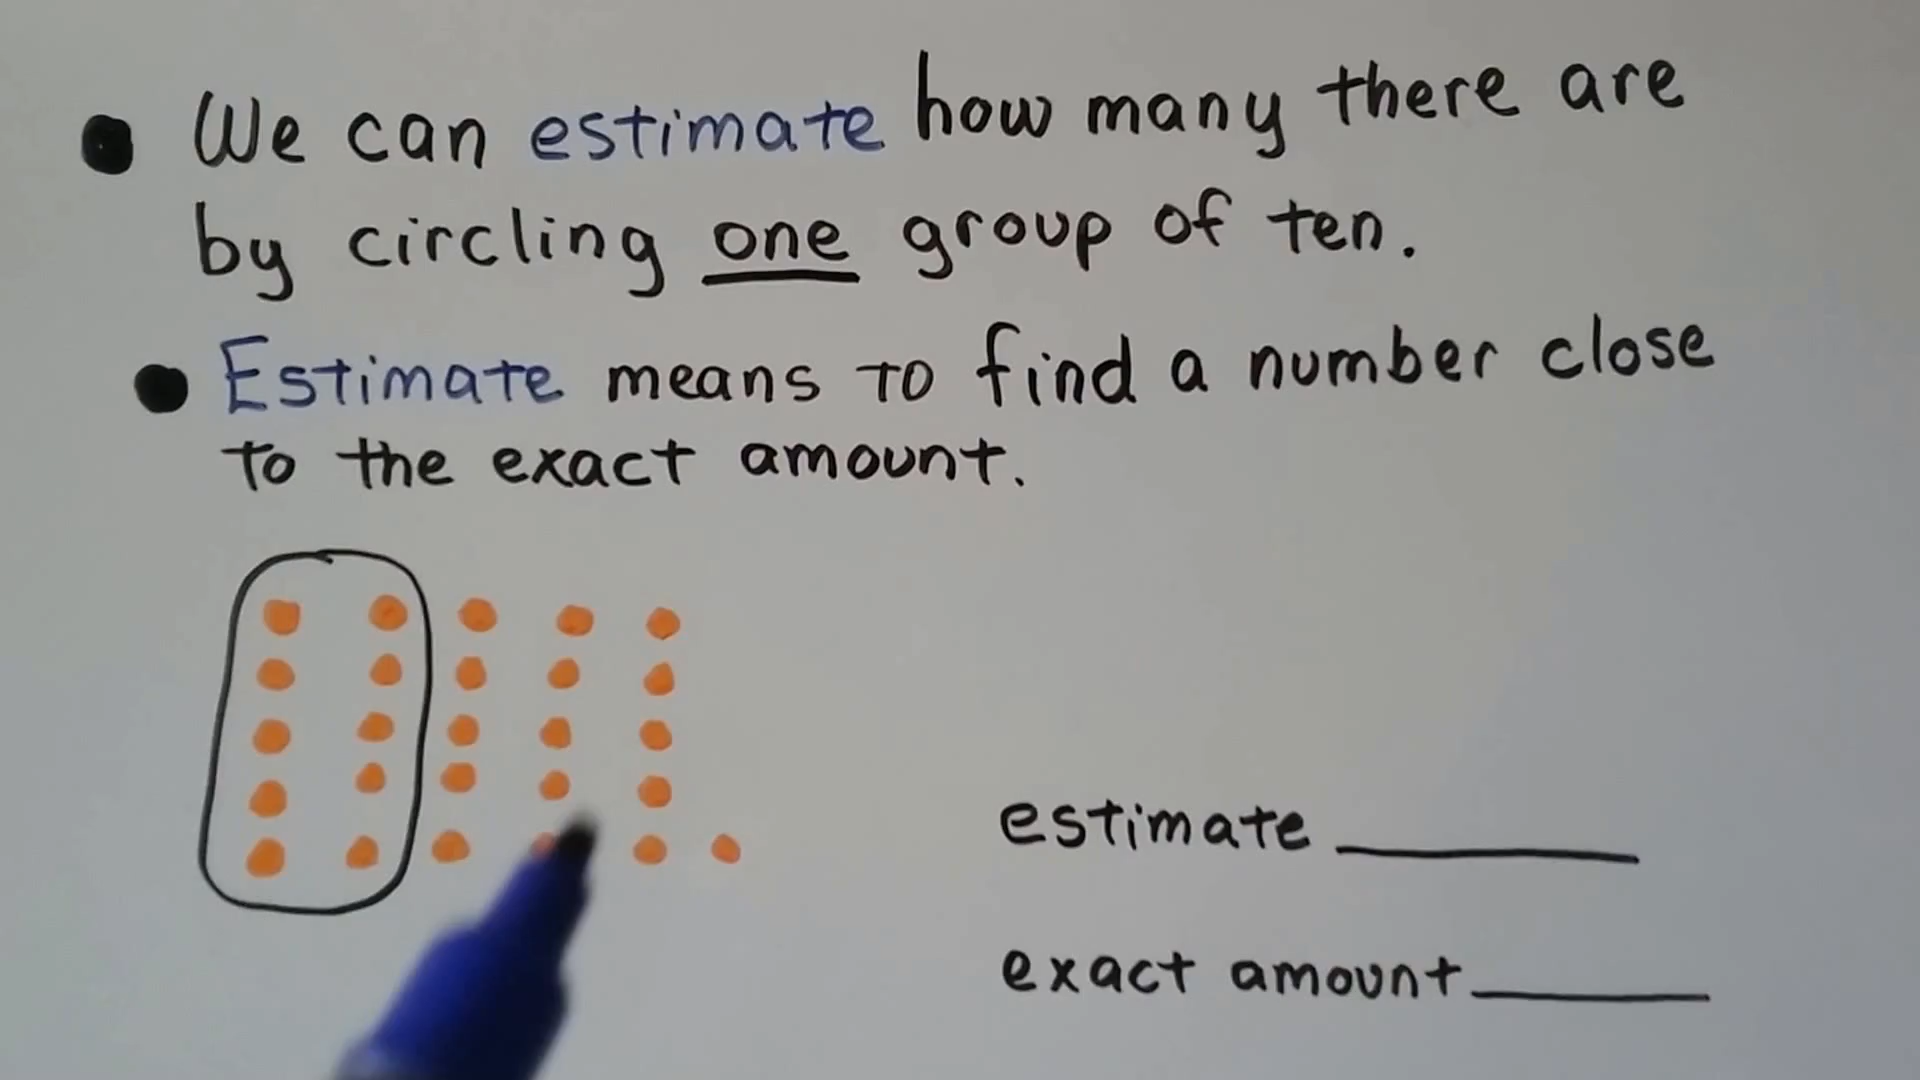 We can estimate how many there are
by circling one group of ten.
Estimate means to find a number close
to the exact amount.
estimate
exact amount